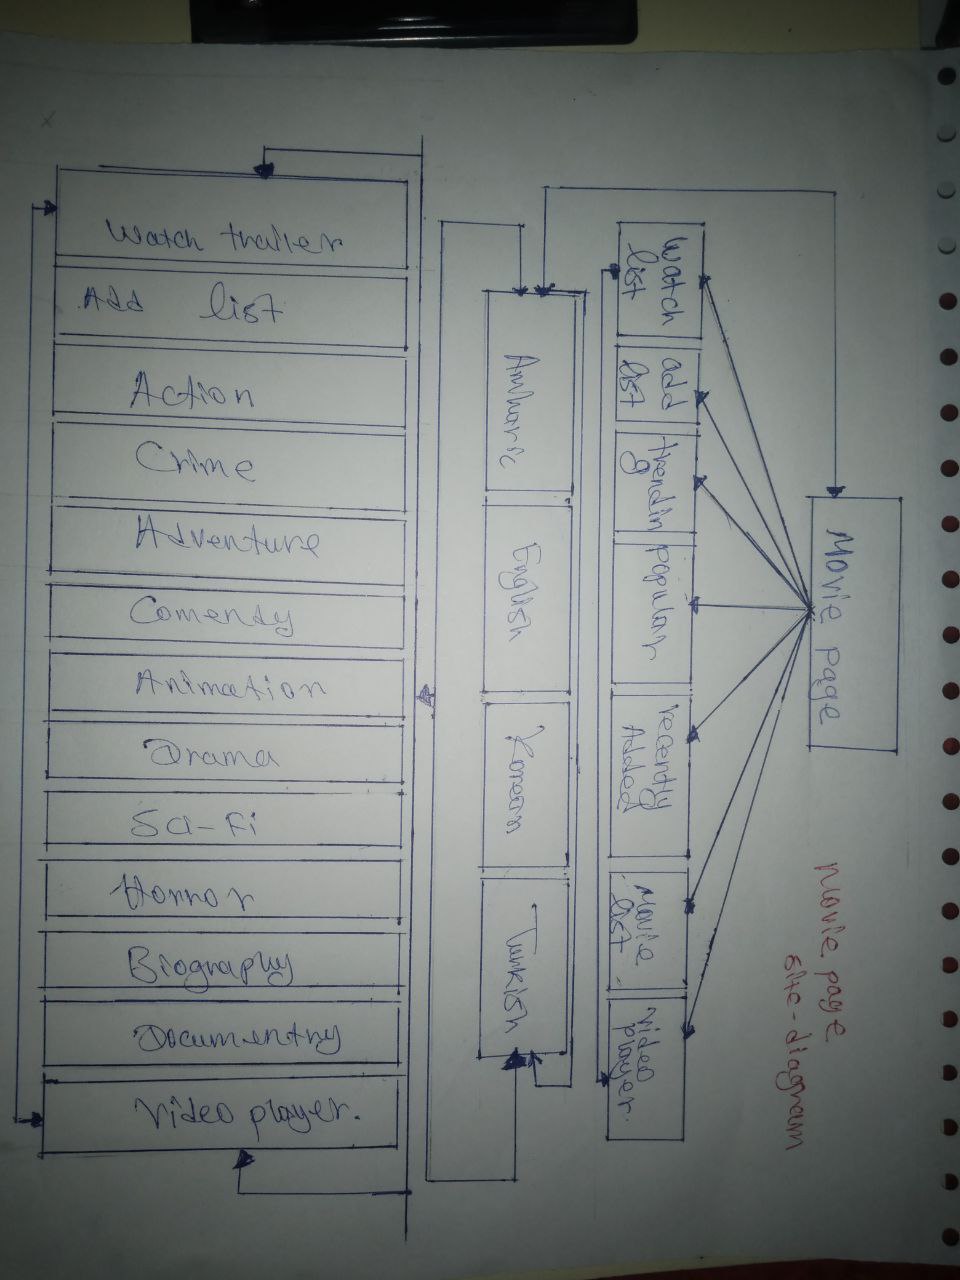 Movie page
site-diagram
Movie page
Watch
list
add
list
trendin
g
popular
recently
Added
Movie
list.
video
player.
Amharic
English
Korean
Turkish
Watch trailer
Add list
Action
Crime
Adventure
Comendy
Animation
Drama
Sci-Fi
Horror
Biography
Documentry
Video player.